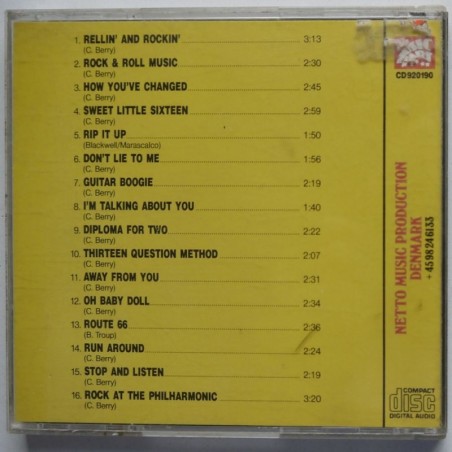 1. RELLIN' AND ROCKIN' 3:13
(C. Berry)
2. ROCK & ROLL MUSIC 2:30
(C. Berry)
3. HOW YOU'VE CHANGED 2:45
(C. Berry)
4. SWEET LITTLE SIXTEEN 2:59
(C. Berry)
5. RIP IT UP 1:50
(Blackwell/Marascalco)
6. DON'T LIE TO ME 1:56
(C. Berry)
7. GUITAR BOOGIE 2:19
(C. Berry)
8. I'M TALKING ABOUT YOU 1:40
(C. Berry)
9. DIPLOMA FOR TWO 2:22
(C. Berry)
10. THIRTEEN QUESTION METHOD 2:07
(C. Berry)
11. AWAY FROM YOU 2:31
(C. Berry)
12. OH BABY DOLL 2:34
(C. Berry)
13. ROUTE 66 2:36
(B. Troup)
14. RUN AROUND 2:24
(C. Berry)
15. STOP AND LISTEN 2:19
(C. Berry)
16. ROCK AT THE PHILHARMONIC 3:20
(C. Berry)
CD920190
NETTO MUSIC PRODUCTION
DENMARK
+4598246133
COMPACT
disc
DIGITAL AUDIO